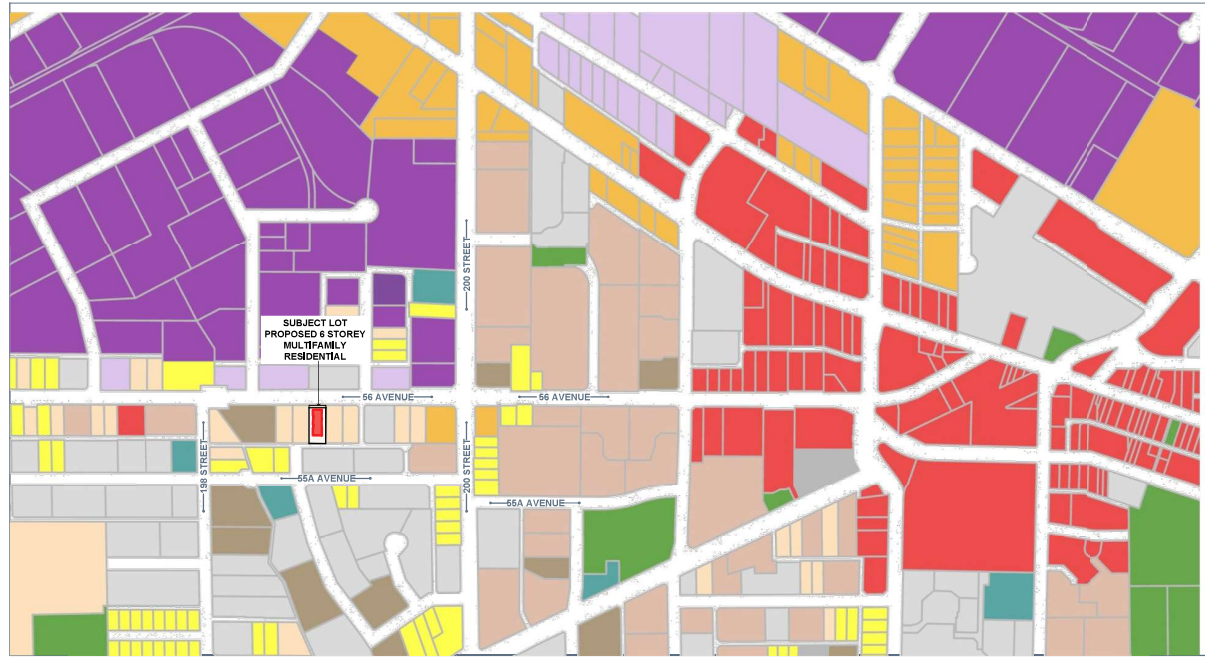 200 STREET
SUBJECT LOT
PROPOSED 6 STOREY
MULTIFAMILY
RESIDENTIAL
56 AVENUE
56 AVENUE
198 STREET
200 STREET
55A AVENUE
55A AVENUE